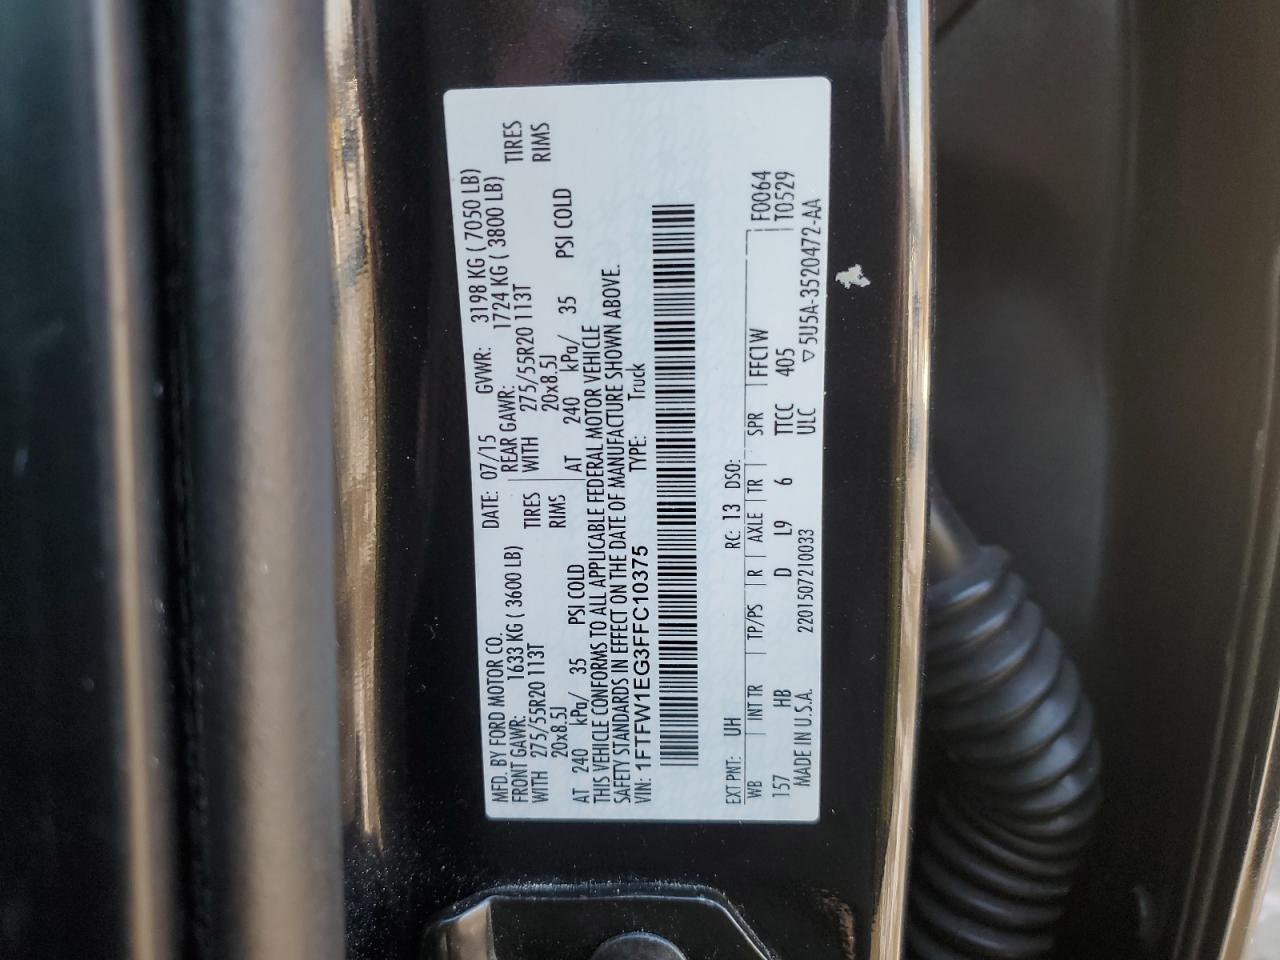 MFD. BY FORD MOTOR CO. DATE: 07/15 GVWR: 3198 KG ( 7050 LB)
FRONT GAWR: 1633 KG ( 3600 LB) REAR GAWR: 1724 KG ( 3800 LB)
WITH 275/55R20 113T TIRES WITH 275/55R20 113T TIRES
20x8.5J RIMS 20x8.5J RIMS
AT 240 kPa/ 35 PSI COLD AT 240 kPa/ 35 PSI COLD
THIS VEHICLE CONFORMS TO ALL APPLICABLE FEDERAL MOTOR VEHICLE
SAFETY STANDARDS IN EFFECT ON THE DATE OF MANUFACTURE SHOWN ABOVE.
VIN: 1FTFW1EG3FFC10375 TYPE: Truck
EXT PNT: UH RC: 13 DSO:
WB INT TR TP/PS R AXLE TR SPR FFC1W F0064
157 HB D L9 6 TTCC 405 T0529
MADE IN U.S.A. 2201507210033 ULC ▽5U5A-3520472-AA